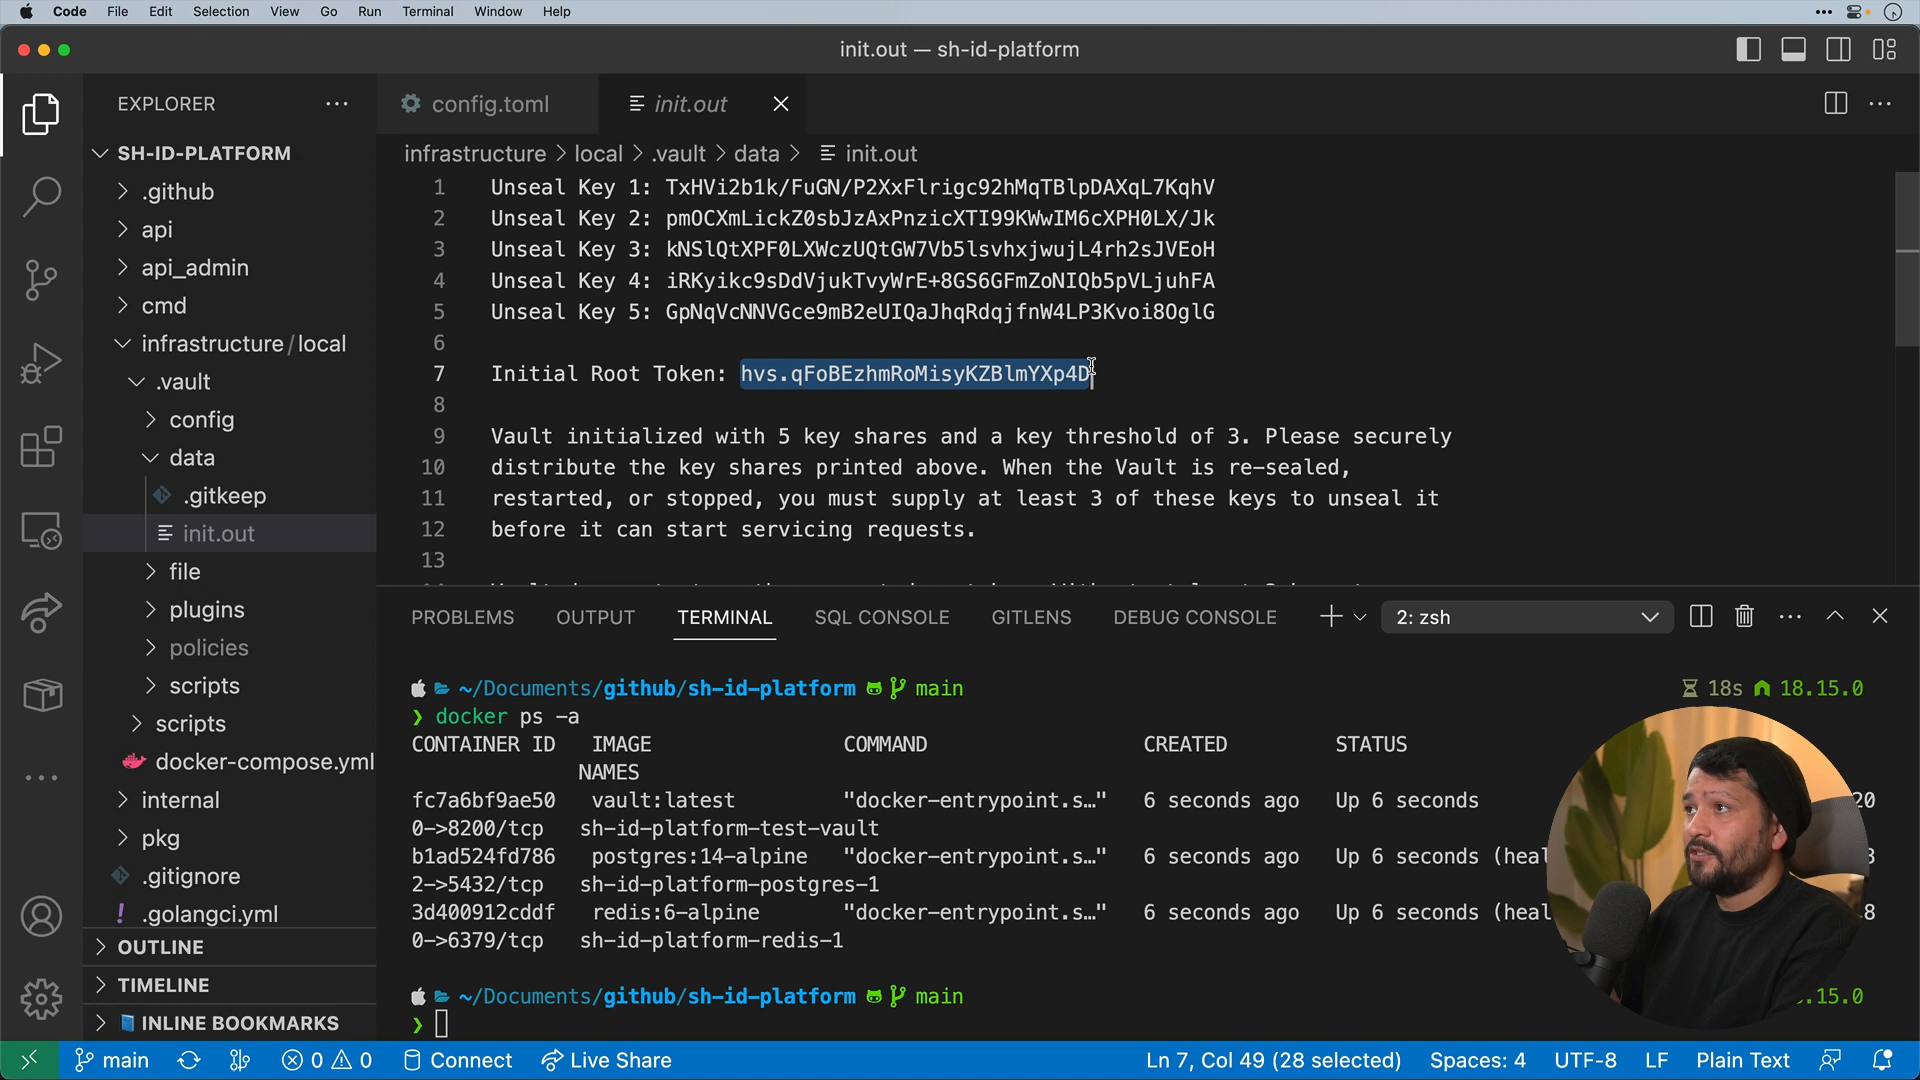 Code File Edit Selection View Go Run Terminal Window Help
init.out — sh-id-platform
EXPLORER
config.toml
init.out
SH-ID-PLATFORM
.github
api
api_admin
cmd
infrastructure/local
.vault
config
data
.gitkeep
init.out
file
plugins
policies
scripts
scripts
docker-compose.yml
internal
pkg
.gitignore
! .golangci.yml
OUTLINE
TIMELINE
INLINE BOOKMARKS
infrastructure > local > .vault > data > init.out
1 Unseal Key 1: TxHVi2b1k/FuGN/P2XxFlrigc92hMqTBlpDAXqL7KqhV
2 Unseal Key 2: pmOCXmLickZ0sbJzAxPnzicXTI99KWwIM6cXPH0LX/Jk
3 Unseal Key 3: kNSlQtXPF0LXWczUQtGW7Vb5lsvhxjwujL4rh2sJVEoH
4 Unseal Key 4: iRKyikc9sDdVjukTvyWrE+8GS6GFmZoNIQb5pVLjuhFA
5 Unseal Key 5: GpNqVcNNVGce9mB2eUIQaJhqRdqjfnW4LP3Kvoi8OglG
6
7 Initial Root Token: hvs.qFoBEzhmRoMisyKZBlmYXp4D
8
9 Vault initialized with 5 key shares and a key threshold of 3. Please securely
10 distribute the key shares printed above. When the Vault is re-sealed,
11 restarted, or stopped, you must supply at least 3 of these keys to unseal it
12 before it can start servicing requests.
13
PROBLEMS OUTPUT TERMINAL SQL CONSOLE GITLENS DEBUG CONSOLE 2: zsh
~/Documents/github/sh-id-platform main 18s 18.15.0
❯ docker ps -a
CONTAINER ID IMAGE COMMAND CREATED STATUS
NAMES
fc7a6bf9ae50 vault:latest "docker-entrypoint.s…" 6 seconds ago Up 6 seconds 20
0->8200/tcp sh-id-platform-test-vault
b1ad524fd786 postgres:14-alpine "docker-entrypoint.s…" 6 seconds ago Up 6 seconds (heal 3
2->5432/tcp sh-id-platform-postgres-1
3d400912cddf redis:6-alpine "docker-entrypoint.s…" 6 seconds ago Up 6 seconds (heal 8
0->6379/tcp sh-id-platform-redis-1
~/Documents/github/sh-id-platform main .15.0
❯
main 0 0 Connect Live Share Ln 7, Col 49 (28 selected) Spaces: 4 UTF-8 LF Plain Text